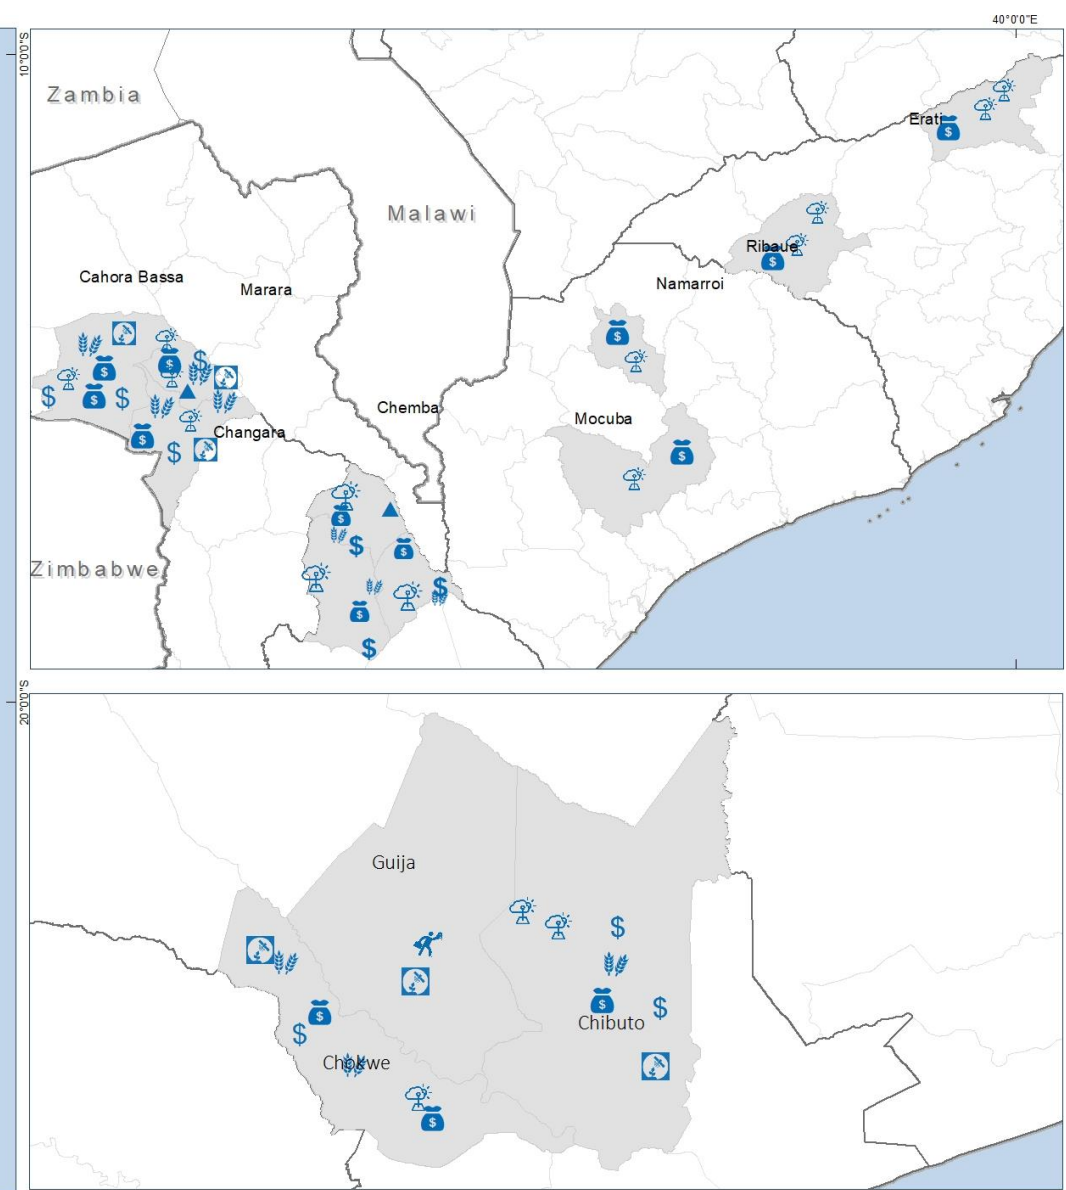 40°0'0"E
10°0'0"S
Zambia
Erati
Malawi
Ribaue
Cahora Bassa
Marara
Namarroi
Chemba
Mocuba
Changara
Zimbabwe
20°0'0"S
Guija
Chibuto
Chokwe